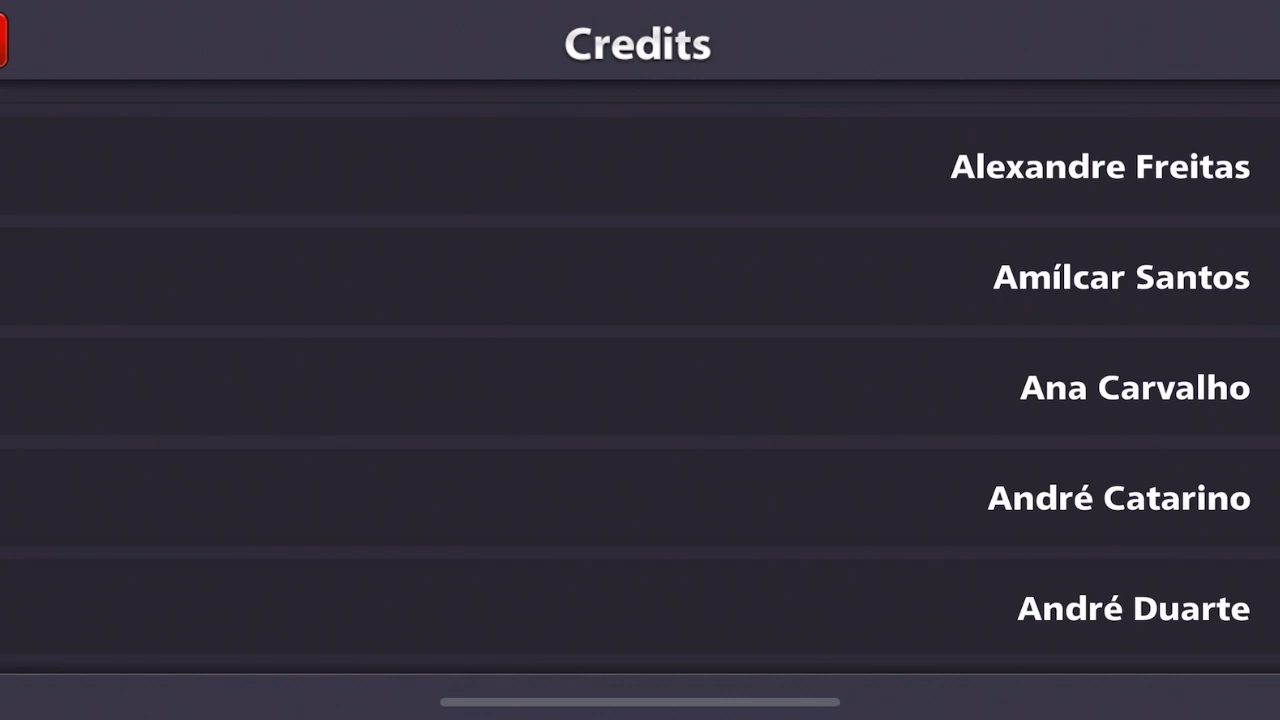 Credits
Alexandre Freitas
Amílcar Santos
Ana Carvalho
André Catarino
André Duarte